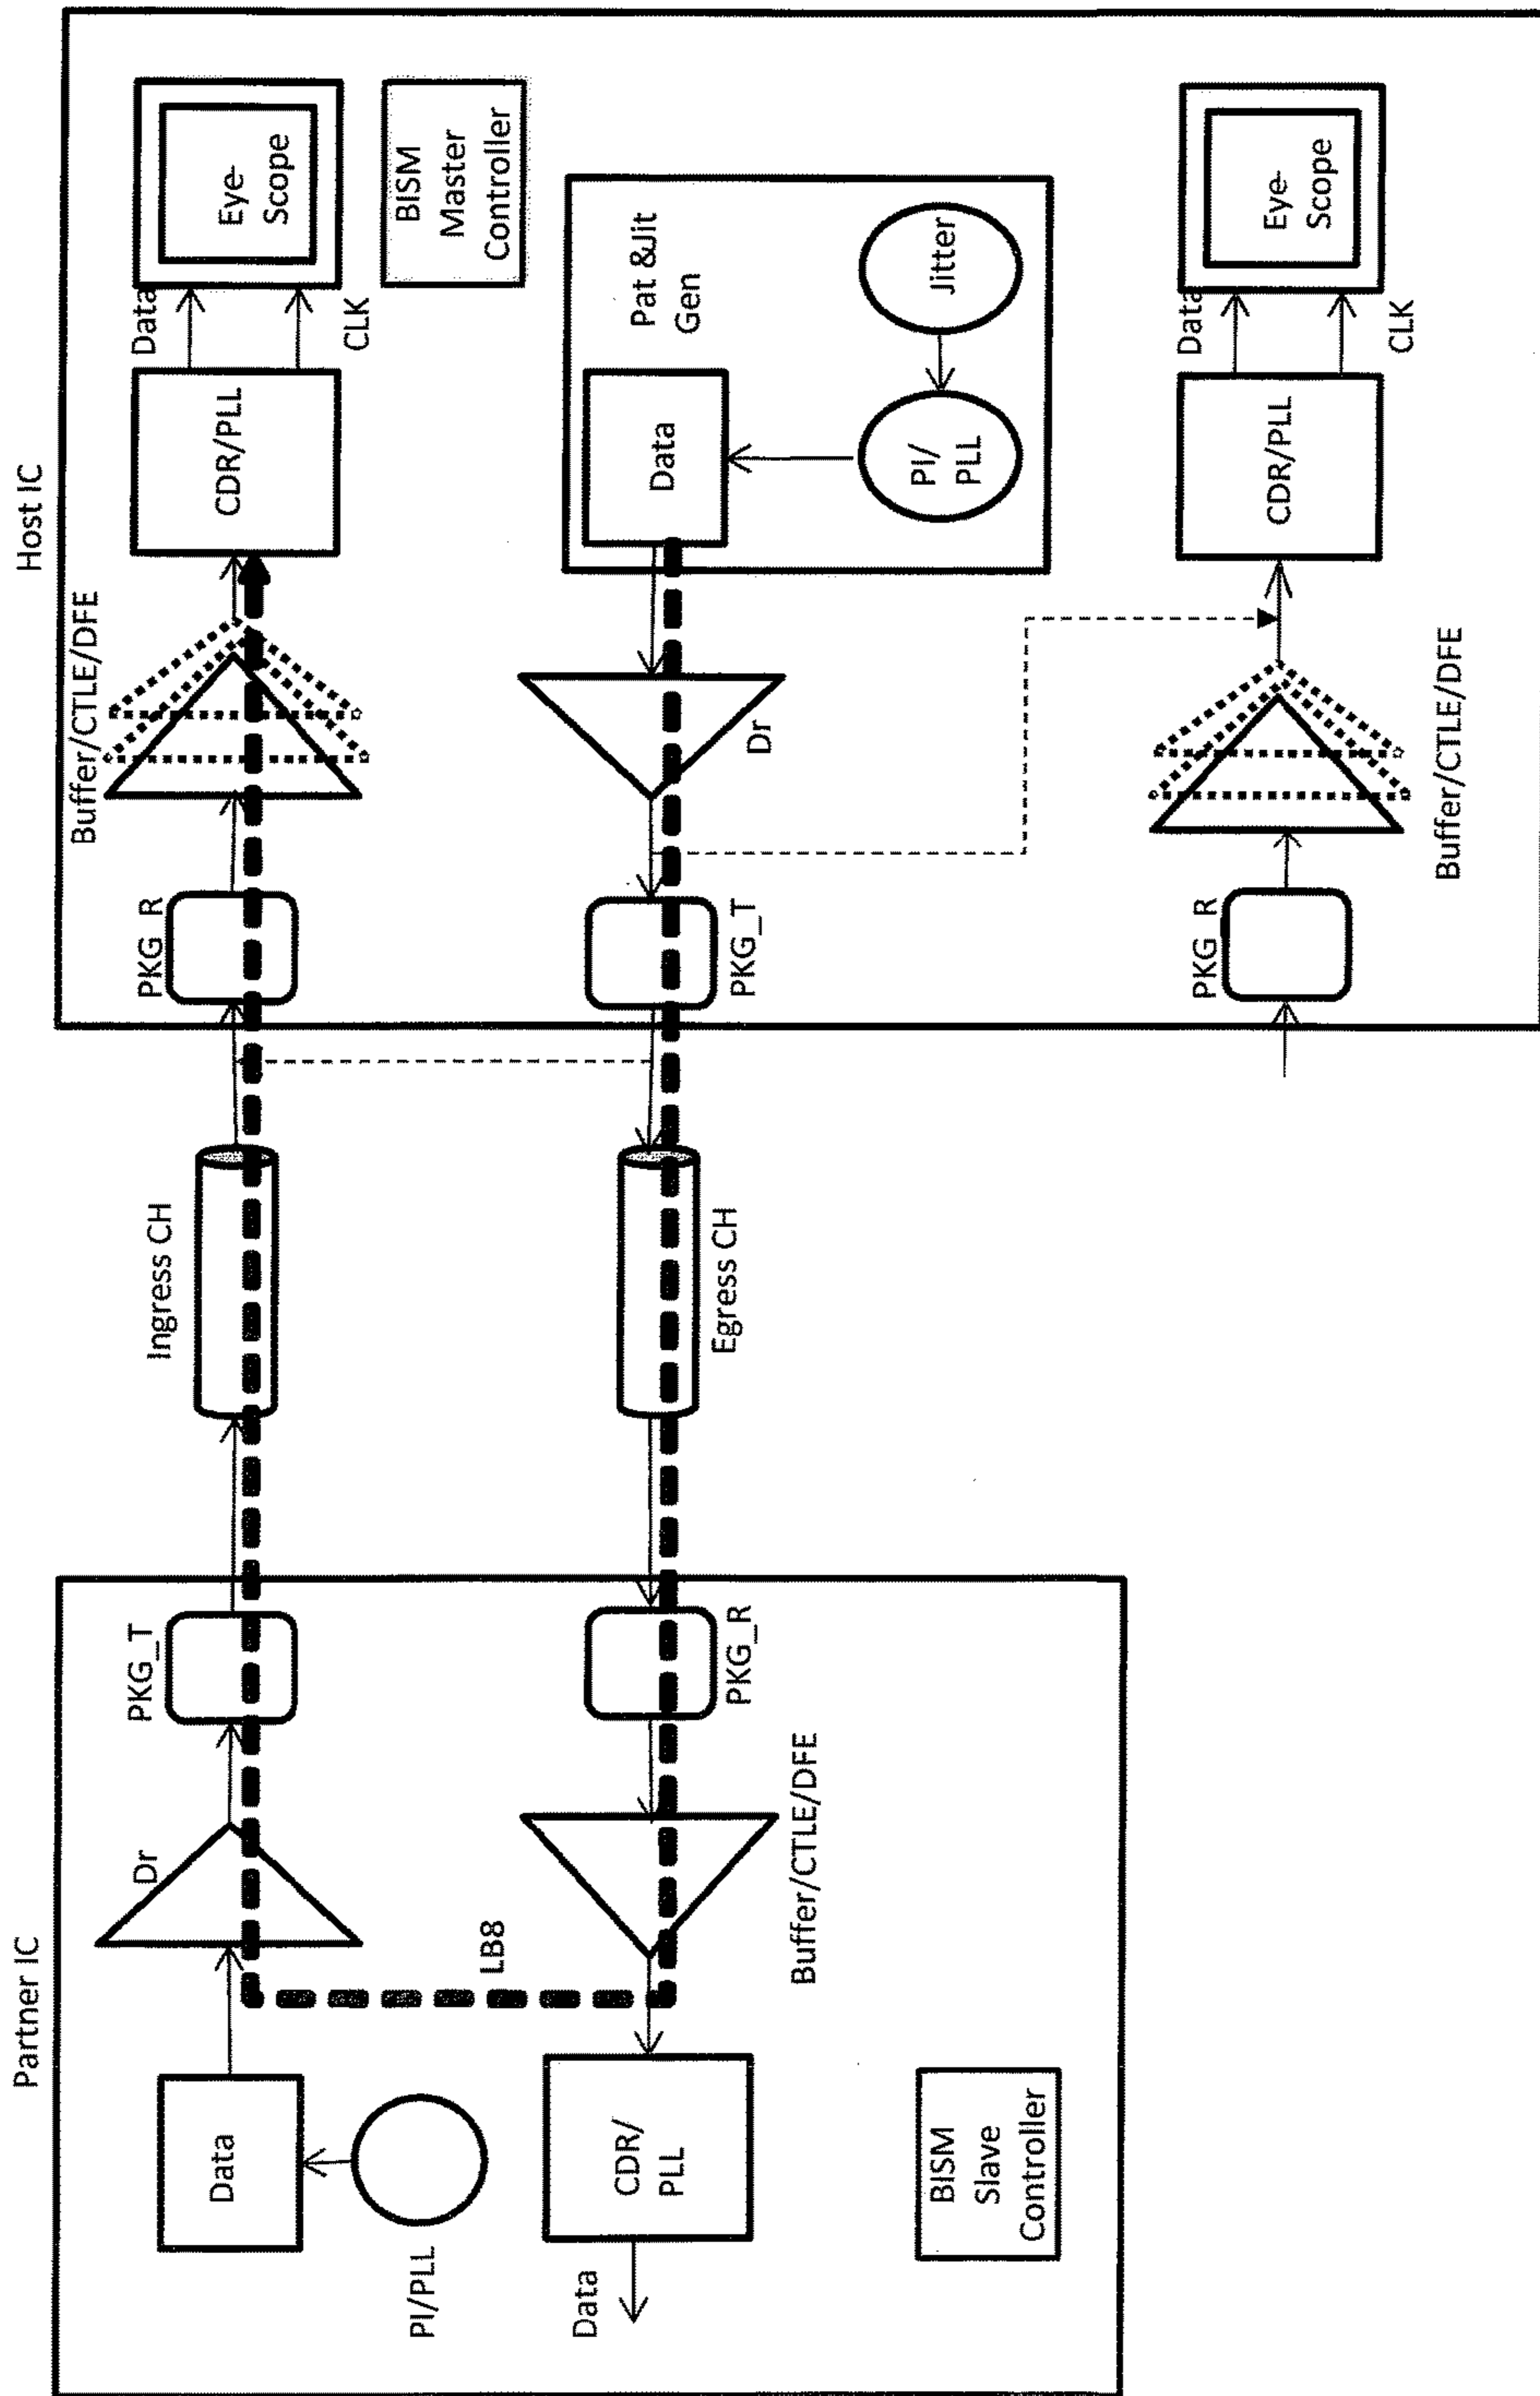 Partner IC
Data
PI/PLL
Dr
PKG_T
Ingress CH
LB8
CDR/
PLL
Data
Buffer/CTLE/DFE
PKG_R
Egress CH
BISM
Slave
Controller
Host IC
PKG_R
Buffer/CTLE/DFE
CDR/PLL
Data
CLK
Eye-
Scope
BISM
Master
Controller
PKG_T
Dr
Data
Pat &Jit
Gen
PI/
PLL
Jitter
PKG_R
Buffer/CTLE/DFE
CDR/PLL
Data
CLK
Eye-
Scope